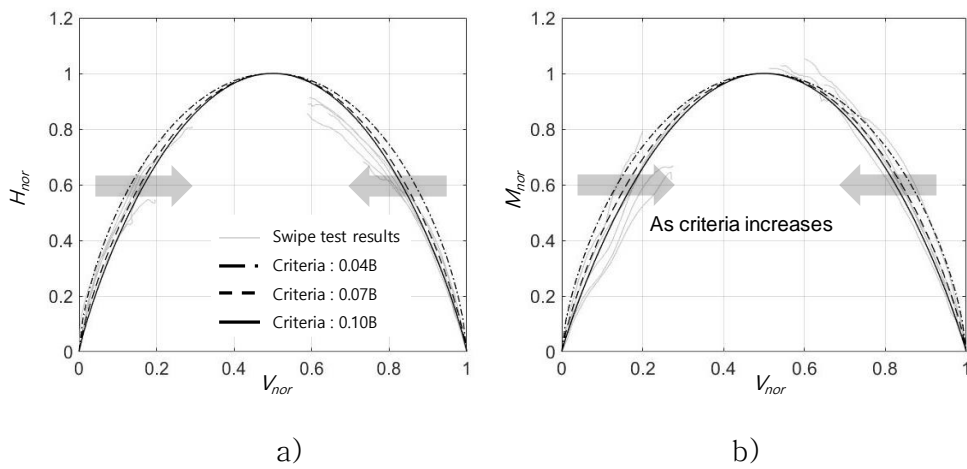 1.2
1
0.8
0.6
0.4
0.2
0
H_nor
0 0.2 0.4 0.6 0.8 1
V_nor
Swipe test results
Criteria : 0.04B
Criteria : 0.07B
Criteria : 0.10B
a)
1.2
1
0.8
0.6
0.4
0.2
0
M_nor
As criteria increases
0 0.2 0.4 0.6 0.8 1
V_nor
b)